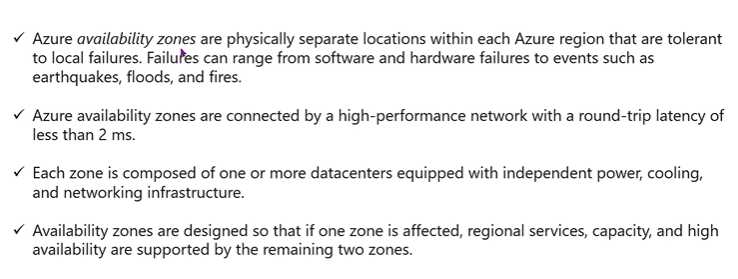 ✓ Azure availability zones are physically separate locations within each Azure region that are tolerant
to local failures. Failures can range from software and hardware failures to events such as
earthquakes, floods, and fires.
✓ Azure availability zones are connected by a high-performance network with a round-trip latency of
less than 2 ms.
✓ Each zone is composed of one or more datacenters equipped with independent power, cooling,
and networking infrastructure.
✓ Availability zones are designed so that if one zone is affected, regional services, capacity, and high
availability are supported by the remaining two zones.